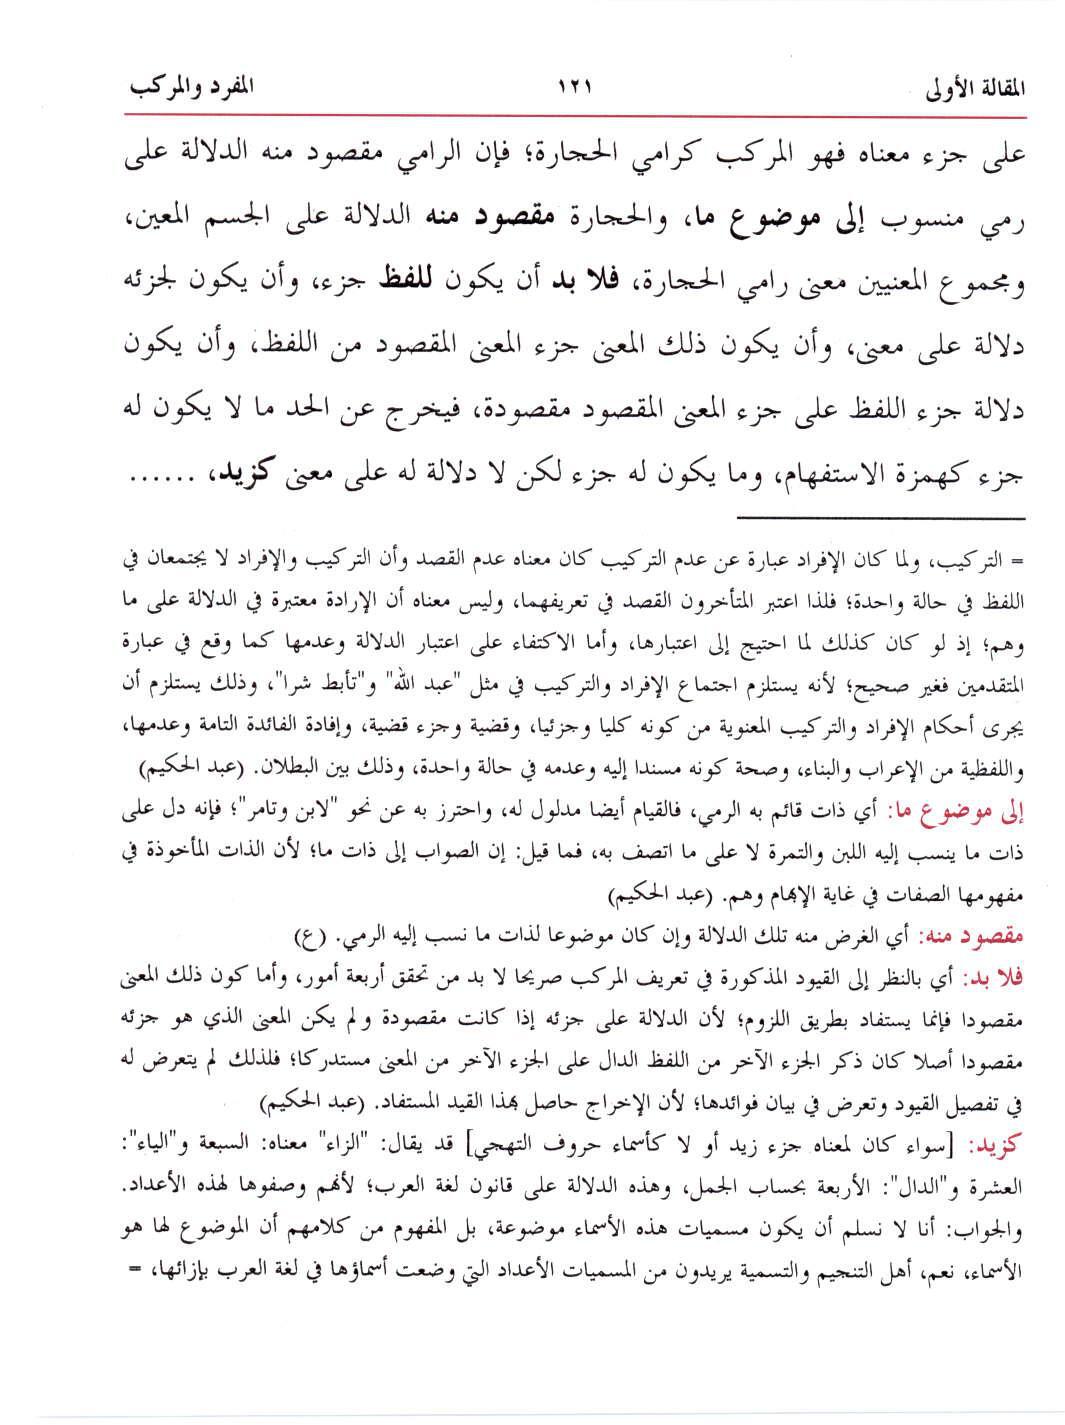 المقالة الأولى ١٢١ المفرد والمركب
على جزء معناه فهو المركب كرامي الحجارة؛ فإن الرامي مقصود منه الدلالة على
رمي منسوب إلى موضوع ما، والحجارة مقصود منه الدلالة على الجسم المعين،
ومجموع المعنيين معنى رامي الحجارة، فلا بد أن يكون للفظ جزء، وأن يكون لجزئه
دلالة على معنى، وأن يكون ذلك المعنى جزء المعنى المقصود من اللفظ، وأن يكون
دلالة جزء اللفظ على جزء المعنى المقصود مقصودة، فيخرج عن الحد ما لا يكون له
جزء كهمزة الاستفهام، وما يكون له جزء لكن لا دلالة له على معنى كزيد، ......
= التركيب، ولما كان الإفراد عبارة عن عدم التركيب كان معناه عدم القصد وأن التركيب والإفراد لا يجتمعان في
اللفظ في حالة واحدة؛ فلذا اعتبر المتأخرون القصد في تعريفهما، وليس معناه أن الإرادة معتبرة في الدلالة على ما
وهم؛ إذ لو كان كذلك لما احتيج إلى اعتبارها، وأما الاكتفاء على اعتبار الدلالة وعدمها كما وقع في عبارة
المتقدمين فغير صحيح؛ لأنه يستلزم اجتماع الإفراد والتركيب في مثل "عبد الله" و"تأبط شرا"، وذلك يستلزم أن
يجرى أحكام الإفراد والتركيب المعنوية من كونه كليا وجزئيا، وقضية وجزء قضية، وإفادة الفائدة التامة وعدمها،
واللفظية من الإعراب والبناء، وصحة كونه مسندا إليه وعدمه في حالة واحدة، وذلك بين البطلان. (عبد الحكيم)
إلى موضوع ما: أي ذات قائم به الرمي، فالقيام أيضا مدلول له، واحترز به عن نحو "لابن وتامر"؛ فإنه دل على
ذات ما ينسب إليه اللبن والتمرة لا على ما اتصف به، فما قيل: إن الصواب إلى ذات ما؛ لأن الذات المأخوذة في
مفهومها الصفات في غاية الإبهام وهم. (عبد الحكيم)
مقصود منه: أي الغرض منه تلك الدلالة وإن كان موضوعا لذات ما نسب إليه الرمي. (ع)
فلا بد: أي بالنظر إلى القيود المذكورة في تعريف المركب صريحا لا بد من تحقق أربعة أمور، وأما كون ذلك المعنى
مقصودا فإنما يستفاد بطريق اللزوم؛ لأن الدلالة على جزئه إذا كانت مقصودة ولم يكن المعنى الذي هو جزئه
مقصودا أصلا كان ذكر الجزء الآخر من اللفظ الدال على الجزء الآخر من المعنى مستدركا؛ فلذلك لم يتعرض له
في تفصيل القيود وتعرض في بيان فوائدها؛ لأن الإخراج حاصل بهذا القيد المستفاد. (عبد الحكيم)
كزيد: [سواء كان لمعناه جزء زيد أو لا كأسماء حروف التهجي] قد يقال: "الزاء" معناه: السبعة و"الياء":
العشرة و"الدال": الأربعة بحساب الجمل، وهذه الدلالة على قانون لغة العرب؛ لأنهم وصفوها لهذه الأعداد.
والجواب: أنا لا نسلم أن يكون مسميات هذه الأسماء موضوعة، بل المفهوم من كلامهم أن الموضوع لها هو
الأسماء، نعم، أهل التنجيم والتسمية يريدون من المسميات الأعداد التي وضعت أسماؤها في لغة العرب بإزائها، =